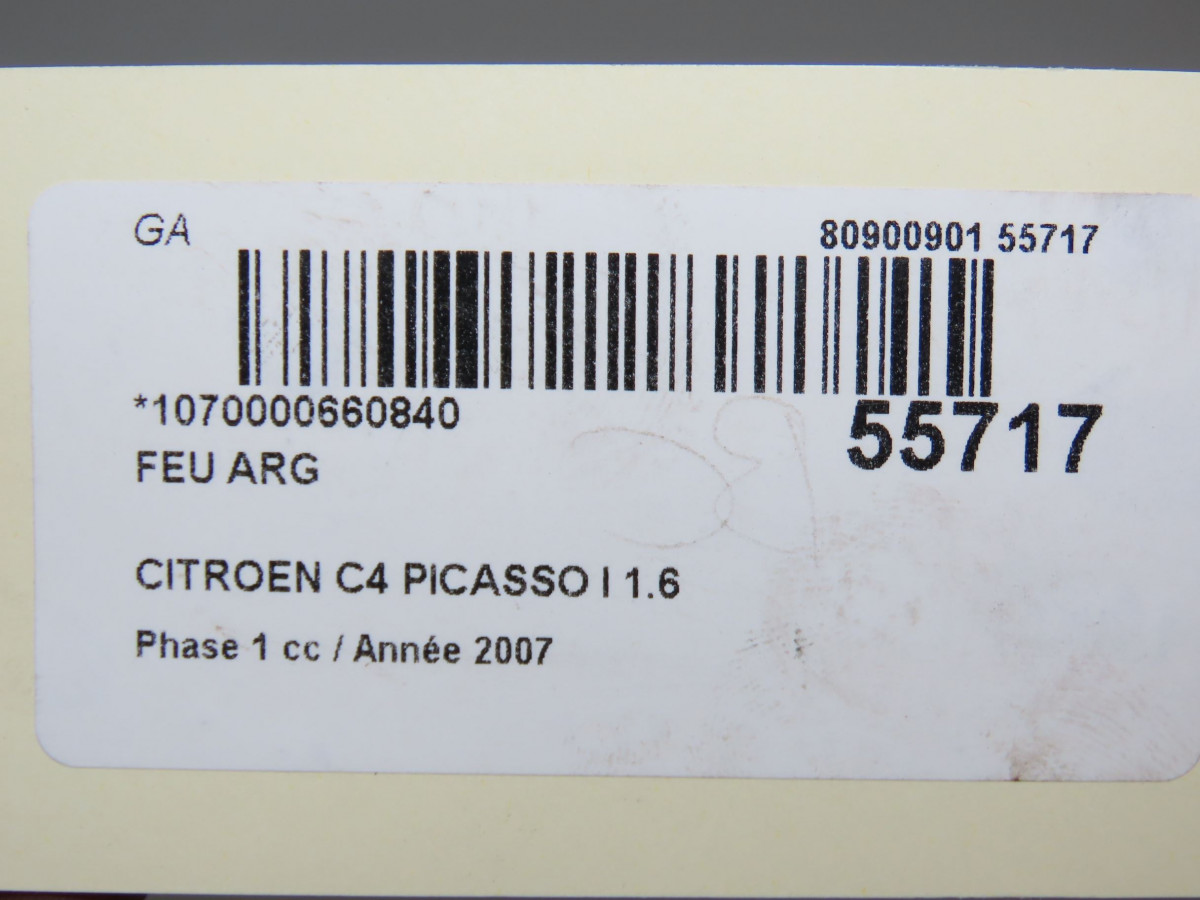 GA
80900901 55717
*1070000660840
55717
FEU ARG
CITROEN C4 PICASSO I 1.6
Phase 1 cc / Année 2007